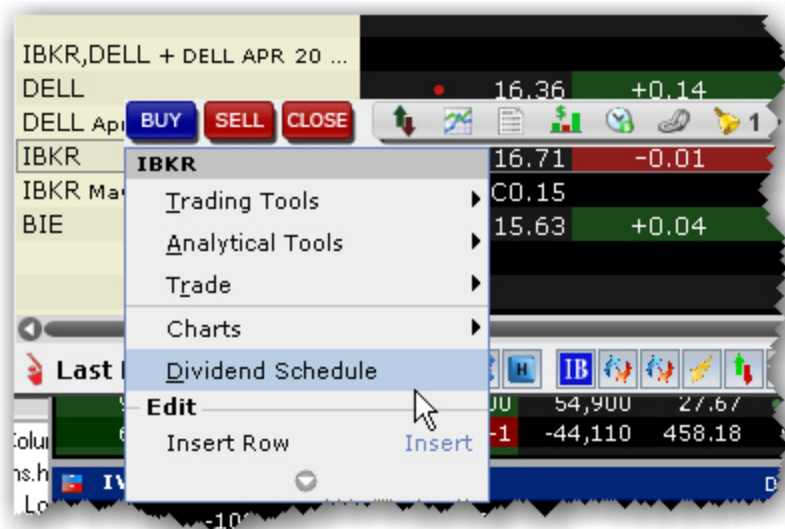 IBKR,DELL + DELL APR 20 ...
DELL 16.36 +0.14
DELL
BUY SELL CLOSE 1
IBKR 16.71 -0.01
IBKR
IBKR C0.15
BIE 15.63 +0.04
Trading Tools
Analytical Tools
Trade
Charts
Last H IB
Dividend Schedule
54,900 27.67
Edit
-1 -44,110 458.18
Insert Row Insert